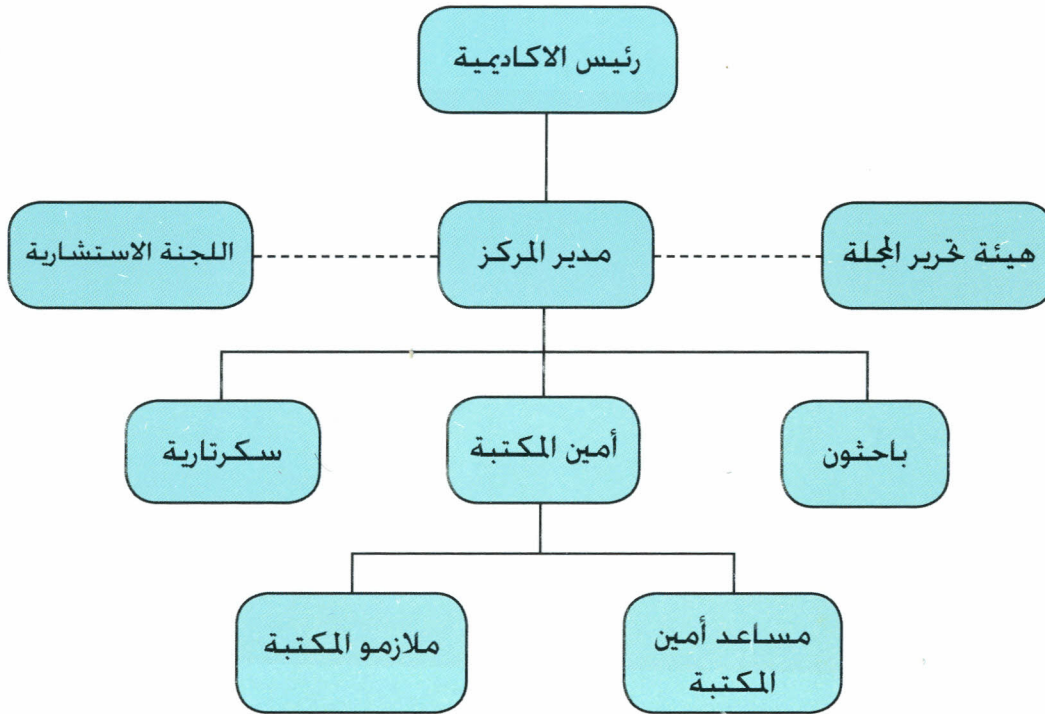 رئيس الاكاديمية
هيئة تحرير المجلة
مدير المركز
اللجنة الاستشارية
باحثون
أمين المكتبة
سكرتارية
مساعد أمين
المكتبة
ملازمو المكتبة